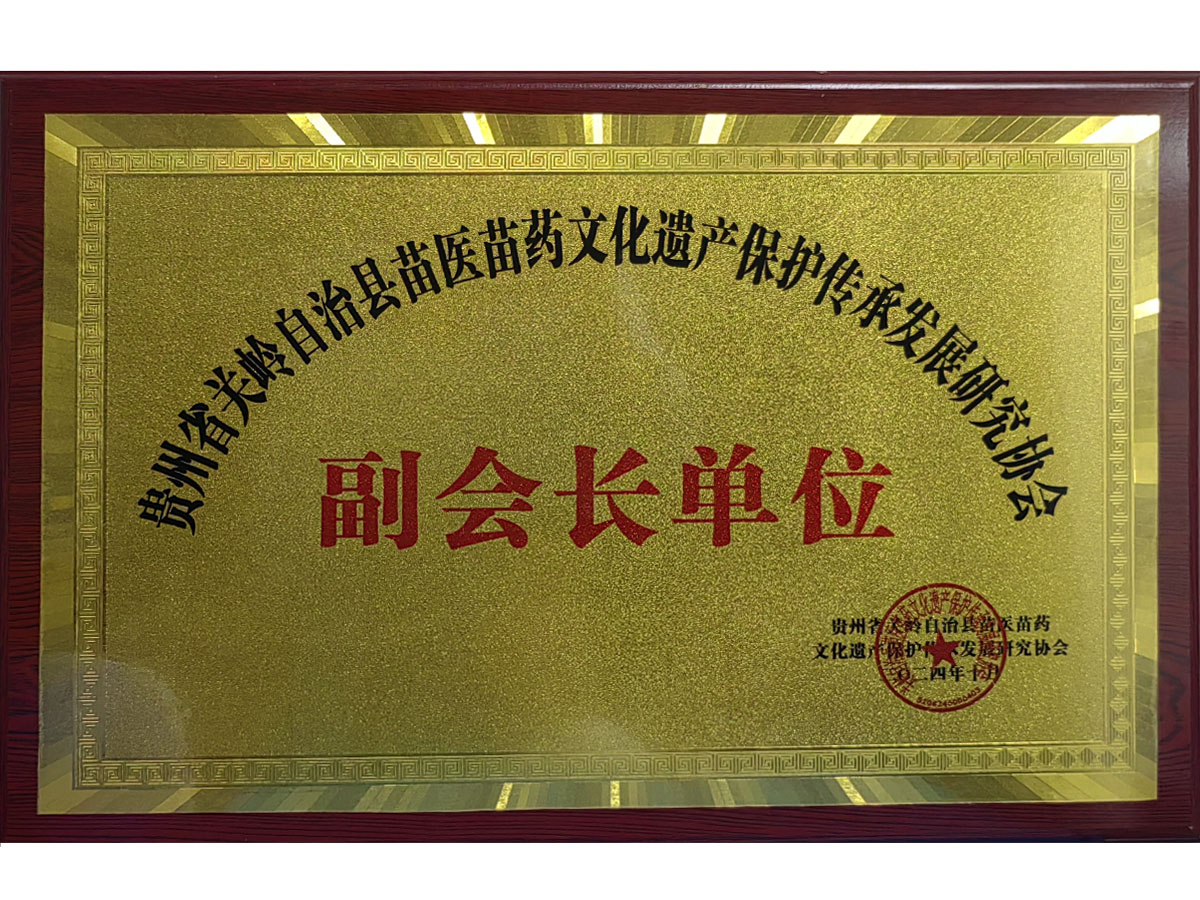 贵州省关岭自治县苗医苗药文化遗产保护传承发展研究协会
副会长单位
贵州省关岭自治县苗医苗药
文化遗产保护传承发展研究协会
〇二四年十月